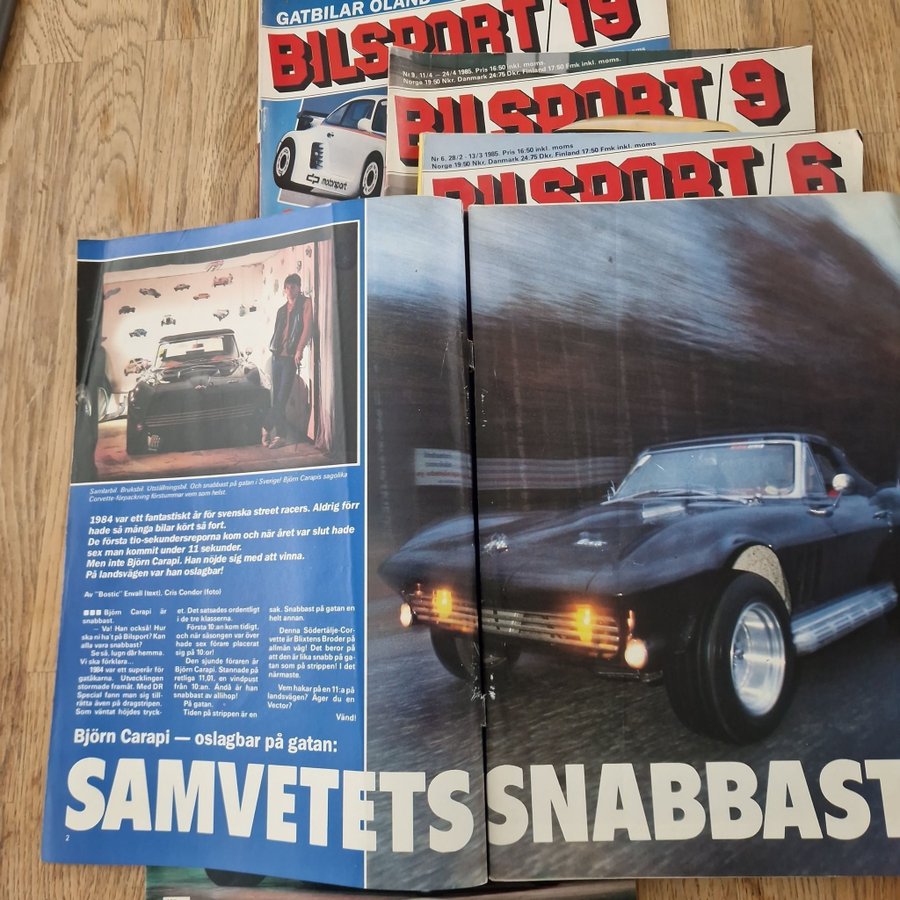 GATBILAR ÖLAND
BILSPORT/19
motorsport
Nr 9. 11/4 — 24/4 1985. Pris 16:50 inkl. moms.
Norge 19:50 Nkr, Danmark 24:75 Dkr, Finland 17:50 Fmk inkl. moms.
BILSPORT/9
Nr 6. 28/2 - 13/3 1985. Pris 16:50 inkl. moms
Norge 19:50 Nkr, Danmark 24:75 Dkr, Finland 17:50 Fmk inkl. moms
BILSPORT/6
Samlarbil. Bruksbil. Utställningsbil. Och snabbast på gatan i Sverige! Björn Carapis sagolika
Corvette-förpackning förstummar vem som helst.
1984 var ett fantastiskt år för svenska street racers. Aldrig förr
hade så många bilar kört så fort.
De första tio-sekundersreporna kom och när året var slut hade
sex man kommit under 11 sekunder.
Men inte Björn Carapi. Han nöjde sig med att vinna.
På landsvägen var han oslagbar!
Av "Bostic" Envall (text), Cris Condor (foto)
Björn Carapi är
snabbast.
— Va! Han också! Hur
ska ni ha't på Bilsport? Kan
alla vara snabbast?
Se så, lugn där hemma.
Vi ska förklara...
1984 var ett superår för
gatåkarna. Utvecklingen
stormade framåt. Med DR
Special fann man sig till-
rätta även på dragstripen.
Som väntat höjdes tryck-
et. Det satsades ordentligt
i de tre klasserna.
Första 10:an kom tidigt,
och när säsongen var över
hade sex förare placerat
sig på 10:or!
Den sjunde föraren är
Björn Carapi. Stannade på
retliga 11,01, en vindpust
från 10:an. Ändå är han
snabbast av allihop!
På gatan.
Tiden på strippen är en
sak. Snabbast på gatan en
helt annan.
Denna Södertälje-Cor-
vette är Blixtens Broder på
allmän väg! Det beror på
att den är lika snabb på ga-
tan som på strippen! I det
närmaste.
Vem hakar på en 11:a på
landsvägen? Äger du en
Vector?
Vänd!
Björn Carapi — oslagbar på gatan:
SAMVETETS SNABBAST
2